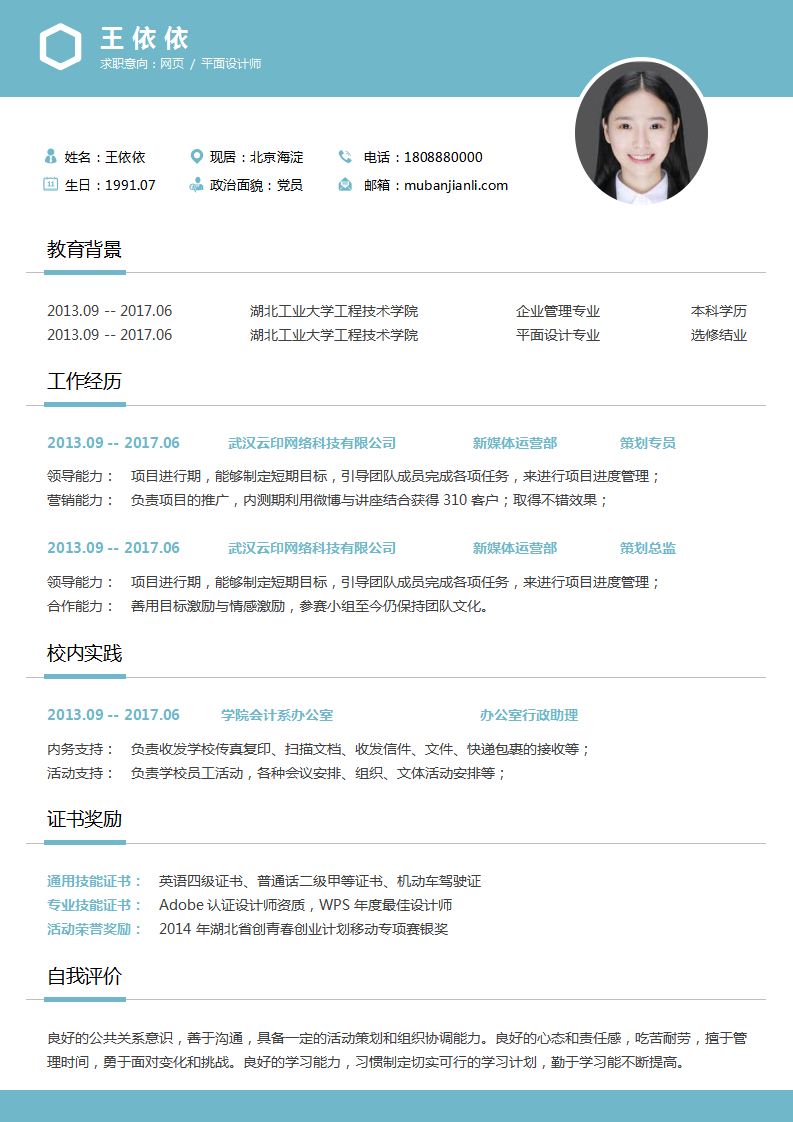 王依依
求职意向：网页 / 平面设计师
姓名：王依依 现居：北京海淀 电话：1808880000
11 生日：1991.07 政治面貌：党员 邮箱：mubanjianli.com
教育背景
2013.09 -- 2017.06 湖北工业大学工程技术学院 企业管理专业 本科学历
2013.09 -- 2017.06 湖北工业大学工程技术学院 平面设计专业 选修结业
工作经历
2013.09 -- 2017.06 武汉云印网络科技有限公司 新媒体运营部 策划专员
领导能力： 项目进行期，能够制定短期目标，引导团队成员完成各项任务，来进行项目进度管理；
营销能力： 负责项目的推广，内测期利用微博与讲座结合获得 310 客户；取得不错效果；
2013.09 -- 2017.06 武汉云印网络科技有限公司 新媒体运营部 策划总监
领导能力： 项目进行期，能够制定短期目标，引导团队成员完成各项任务，来进行项目进度管理；
合作能力： 善用目标激励与情感激励，参赛小组至今仍保持团队文化。
校内实践
2013.09 -- 2017.06 学院会计系办公室 办公室行政助理
内务支持： 负责收发学校传真复印、扫描文档、收发信件、文件、快递包裹的接收等；
活动支持： 负责学校员工活动，各种会议安排、组织、文体活动安排等；
证书奖励
通用技能证书： 英语四级证书、普通话二级甲等证书、机动车驾驶证
专业技能证书： Adobe 认证设计师资质，WPS 年度最佳设计师
活动荣誉奖励： 2014 年湖北省创青春创业计划移动专项赛银奖
自我评价
良好的公共关系意识，善于沟通，具备一定的活动策划和组织协调能力。良好的心态和责任感，吃苦耐劳，擅于管
理时间，勇于面对变化和挑战。良好的学习能力，习惯制定切实可行的学习计划，勤于学习能不断提高。